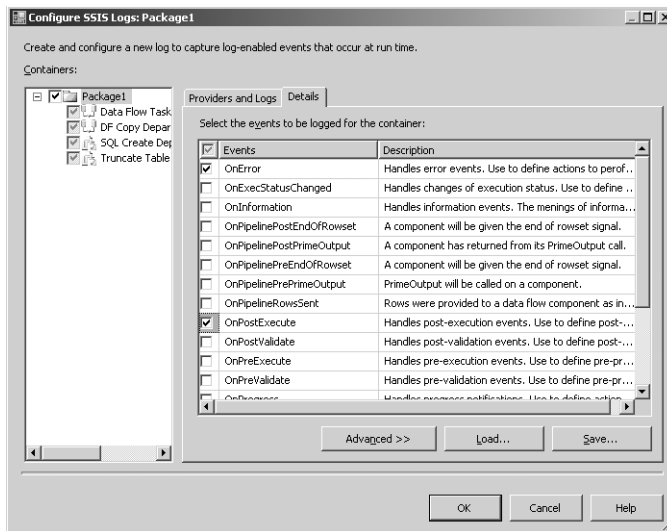 Configure SSIS Logs: Package1
Create and configure a new log to capture log-enabled events that occur at run time.
Containers:
Package1
Data Flow Task
DF Copy Depar
SQL Create Dep
Truncate Table
Providers and Logs Details
Select the events to be logged for the container:
Events Description
OnError Handles error events. Use to define actions to perof...
OnExecStatusChanged Handles changes of execution status. Use to define ...
OnInformation Handles information events. The menings of informa...
OnPipelinePostEndOfRowset A component will be given the end of rowset signal.
OnPipelinePostPrimeOutput A component has returned from its PrimeOutput call.
OnPipelinePreEndOfRowset A component will be given the end of rowset signal.
OnPipelinePrePrimeOutput PrimeOutput will be called on a component.
OnPipelineRowsSent Rows were provided to a data flow component as in...
OnPostExecute Handles post-execution events. Use to define post-...
OnPostValidate Handles post-validation events. Use to define post-...
OnPreExecute Handles pre-execution events. Use to define pre-pr...
OnPreValidate Handles pre-validation events. Use to define pre-pr...
OnProgress Handles progress notifications. Use to define action
Advanced >> Load... Save...
OK Cancel Help